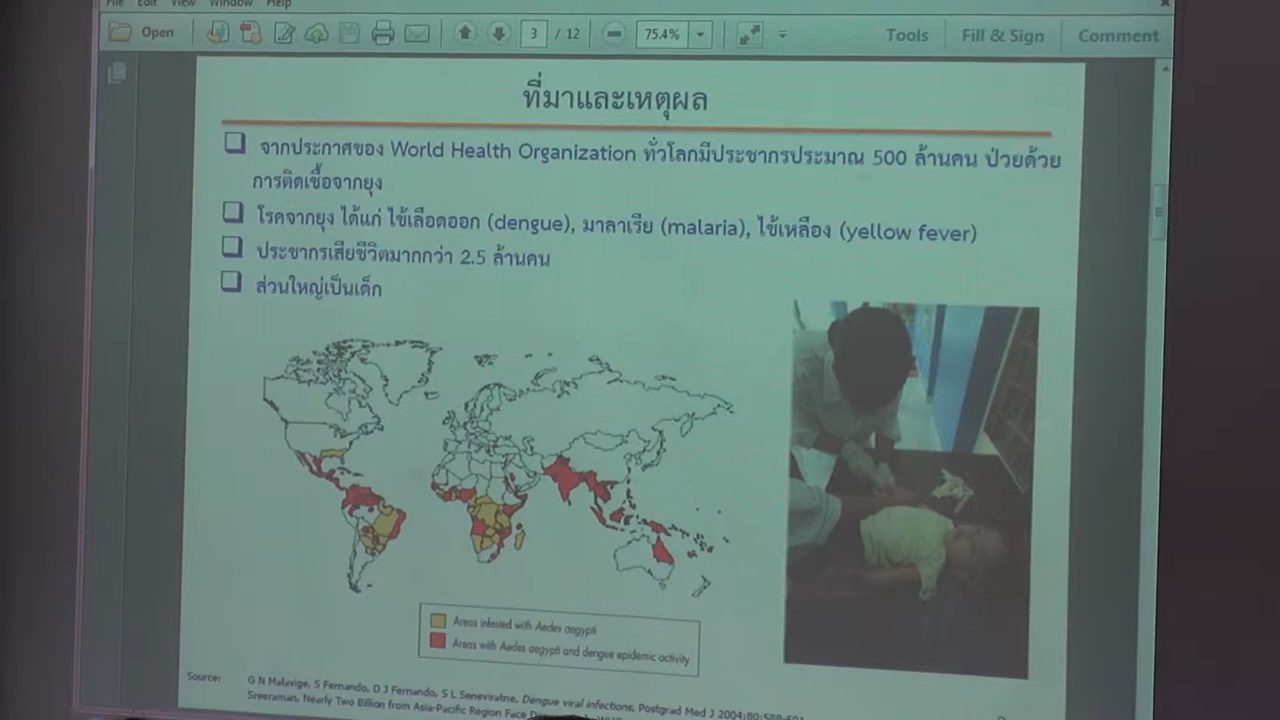 File Edit View Window Help
Open 3 / 12 75.4% Tools Fill & Sign Comment
ที่มาและเหตุผล
จากประกาศของ World Health Organization ทั่วโลกมีประชากรประมาณ 500 ล้านคน ป่วยด้วย
การติดเชื้อจากยุง
โรคจากยุง ได้แก่ ไข้เลือดออก (dengue), มาลาเรีย (malaria), ไข้เหลือง (yellow fever)
ประชากรเสียชีวิตมากกว่า 2.5 ล้านคน
ส่วนใหญ่เป็นเด็ก
Areas infested with Aedes aegypti
Areas with Aedes aegypti and dengue epidemic activity
Source: G N Malavige, S Fernando, D J Fernando, S L Seneviratne, Dengue viral infections, Postgrad Med J 2004;80:588-601
Sreeraman, Nearly Two Billion from Asia-Pacific Region Face